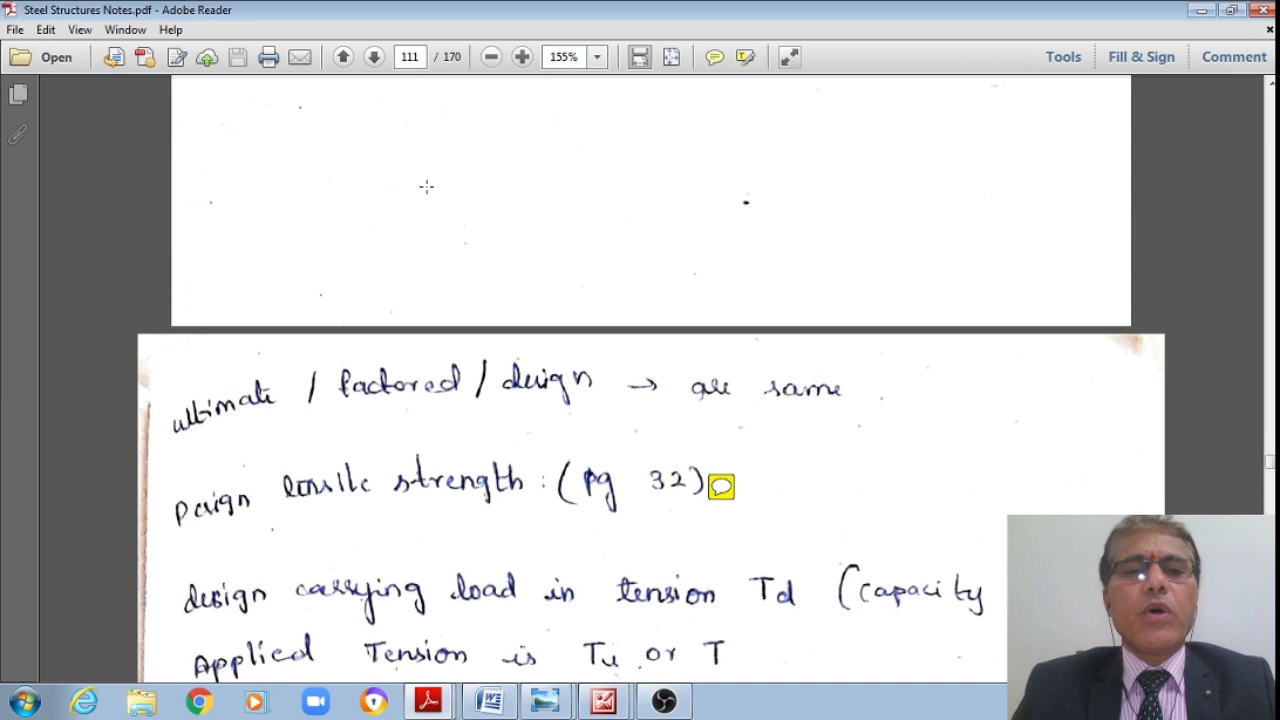 Steel Structures Notes.pdf - Adobe Reader
File Edit View Window Help
Open 111 / 170 155% Tools Fill & Sign Comment
ultimate / factored / design → are same
Design tensile strength : (pg 32)
design carrying load in tension Td (capacity
Applied Tension is Tu or T